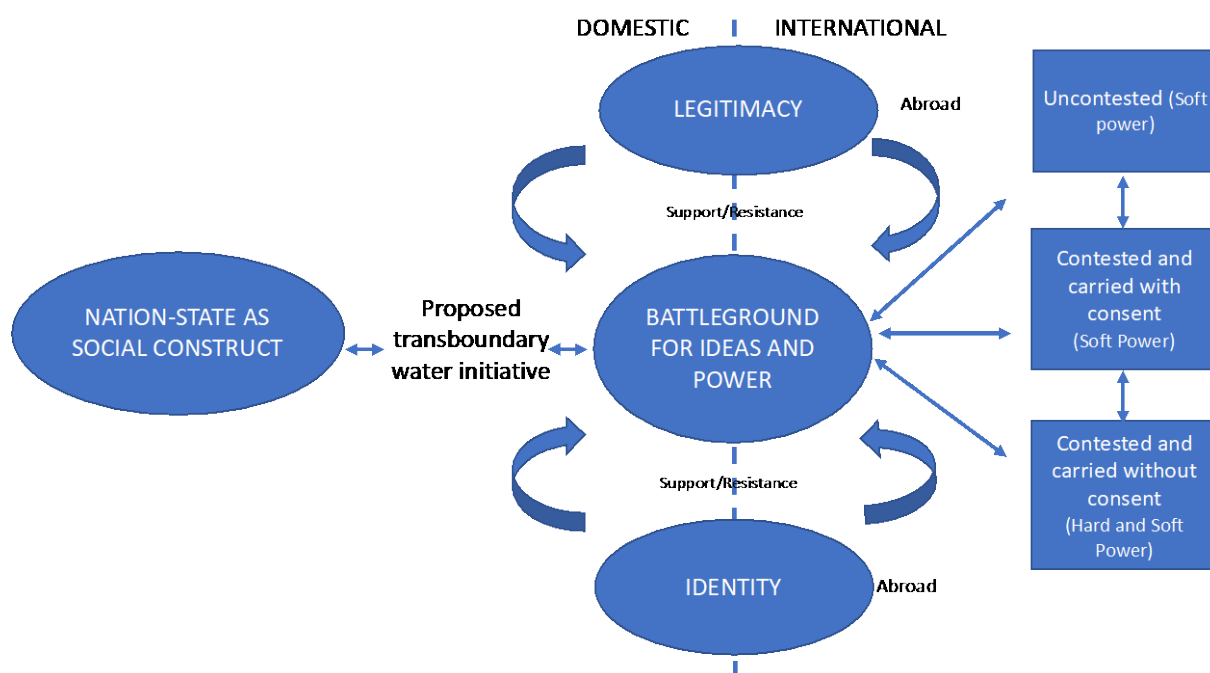 DOMESTIC
INTERNATIONAL
LEGITIMACY
Abroad
Uncontested (Soft
power)
Support/Resistance
NATION-STATE AS
SOCIAL CONSTRUCT
Proposed
transboundary
water initiative
BATTLEGROUND
FOR IDEAS AND
POWER
Contested and
carried with
consent
(Soft Power)
Support/Resistance
Contested and
carried without
consent
(Hard and Soft
Power)
IDENTITY
Abroad